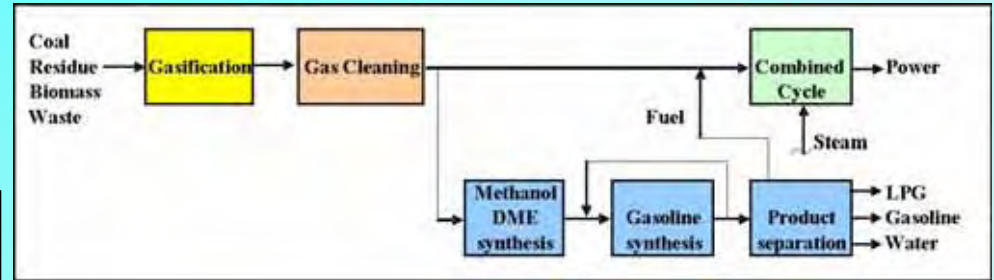 Coal
Residue
Biomass
Waste
Gasification
Gas Cleaning
Combined
Cycle
Power
Fuel
Steam
Methanol
DME
synthesis
Gasoline
synthesis
Product
separation
LPG
Gasoline
Water